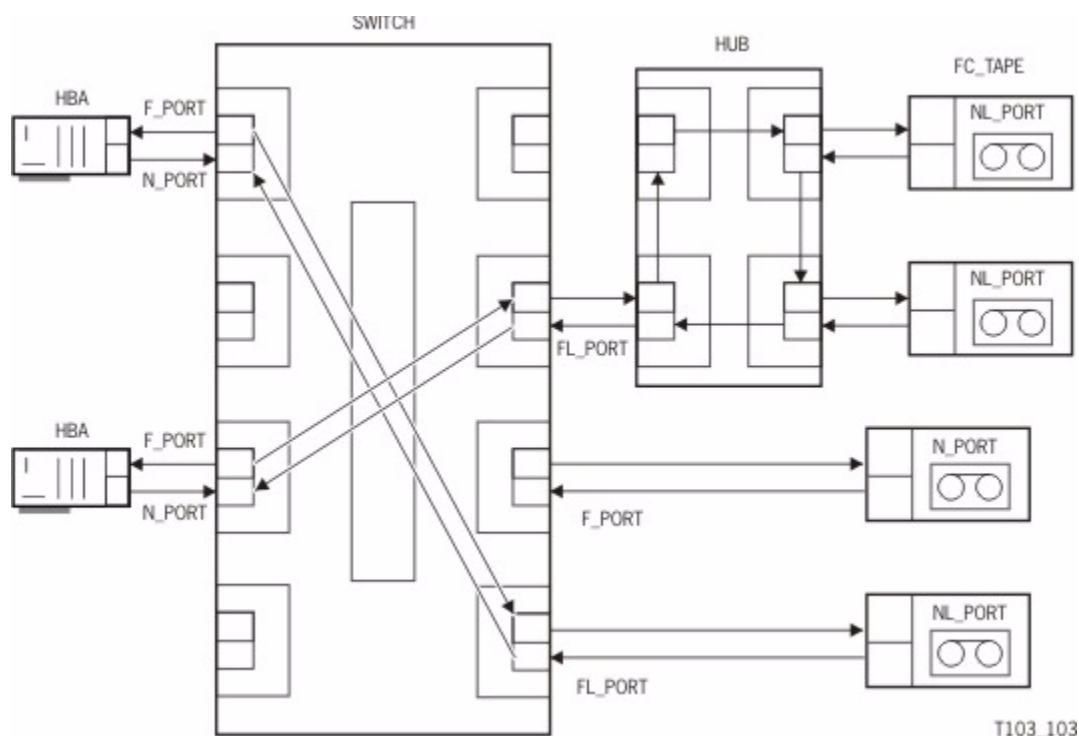 SWITCH
HUB
FC_TAPE
HBA
F_PORT
N_PORT
NL_PORT
NL_PORT
FL_PORT
HBA
F_PORT
N_PORT
N_PORT
F_PORT
NL_PORT
FL_PORT
T103_103